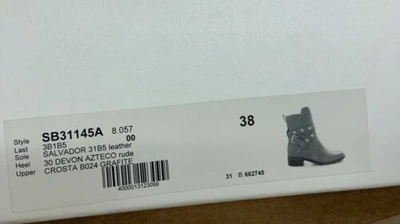 Style SB31145A 8.057
00
Last 3B1B5
Sole SALVADOR 31B5 leather
Heel 30 DEVON AZTECO rude
Upper CROSTA B024 GRAFITE
4000013123099
38
31 B.662745